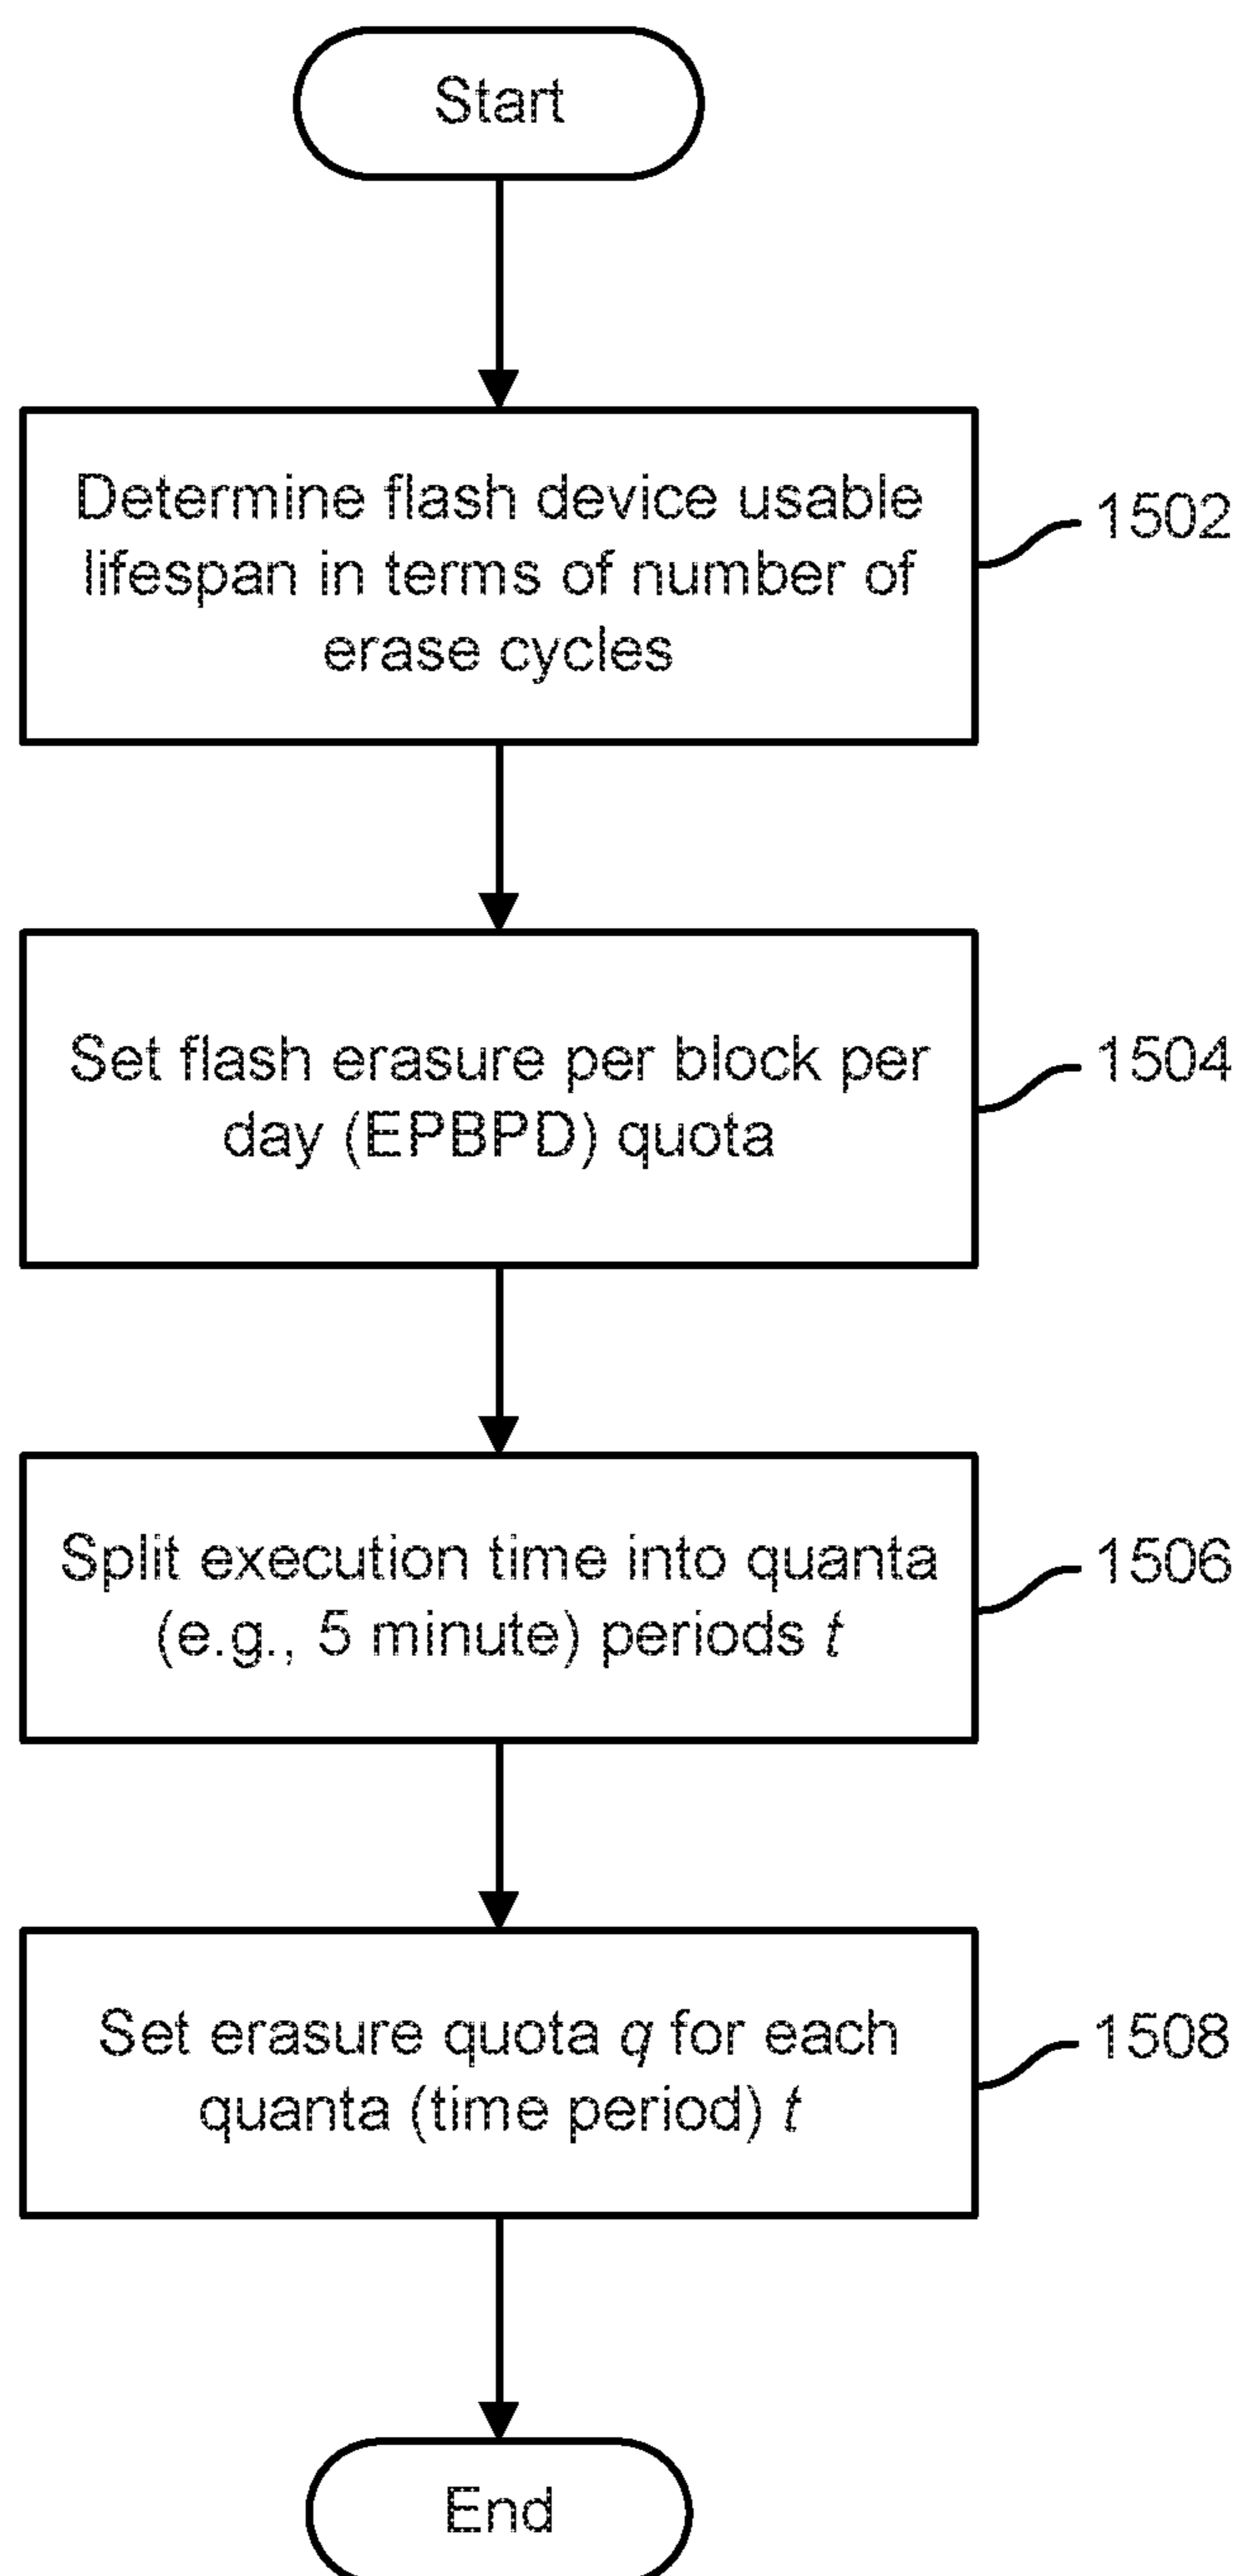 Start
Determine flash device usable
lifespan in terms of number of
erase cycles
1502
Set flash erasure per block per
day (EPBPD) quota
1504
Split execution time into quanta
(e.g., 5 minute) periods t
1506
Set erasure quota q for each
quanta (time period) t
1508
End